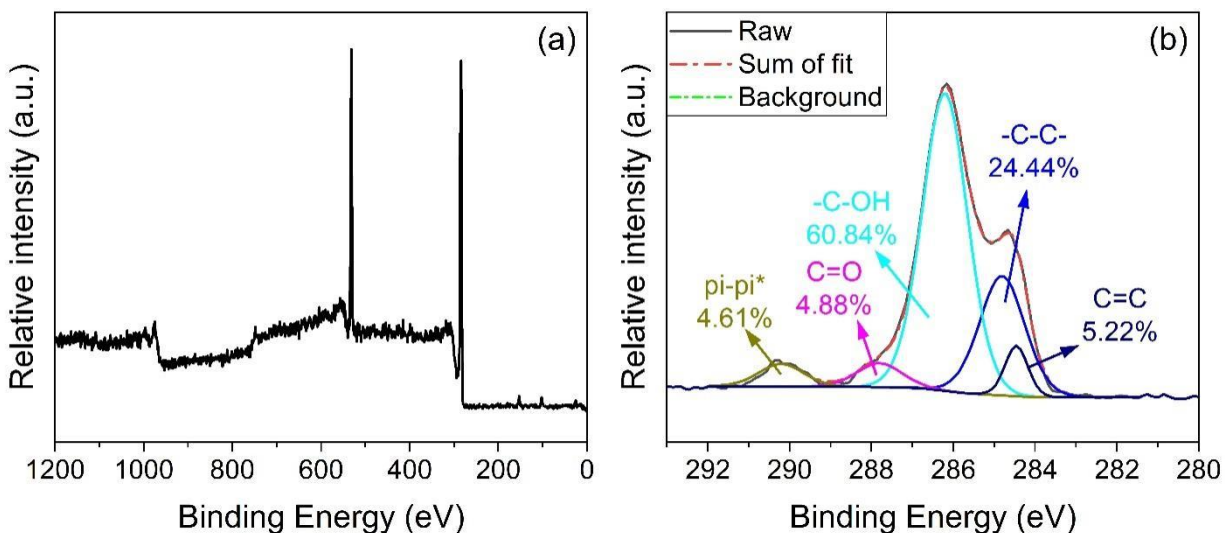 (a)
Relative intensity (a.u.)
1200 1000 800 600 400 200 0
Binding Energy (eV)
(b)
Raw
Sum of fit
Background
Relative intensity (a.u.)
-C-C-
24.44%
-C-OH
60.84%
C=O
4.88%
pi-pi*
4.61%
C=C
5.22%
292 290 288 286 284 282 280
Binding Energy (eV)